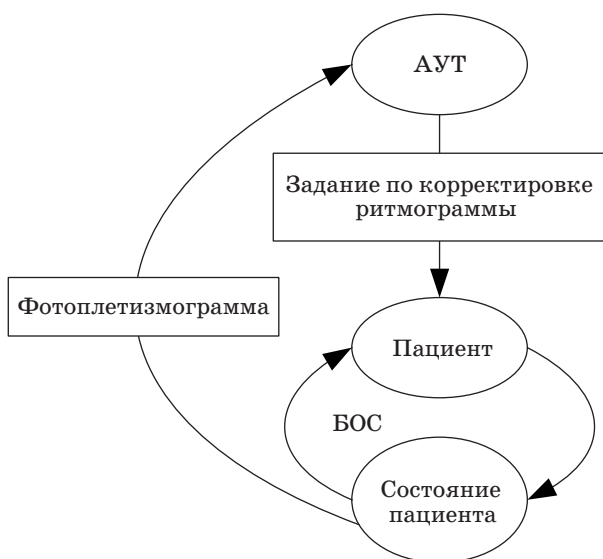 АУТ
Задание по корректировке
ритмограммы
Фотоплетизмограмма
Пациент
БОС
Состояние
пациента